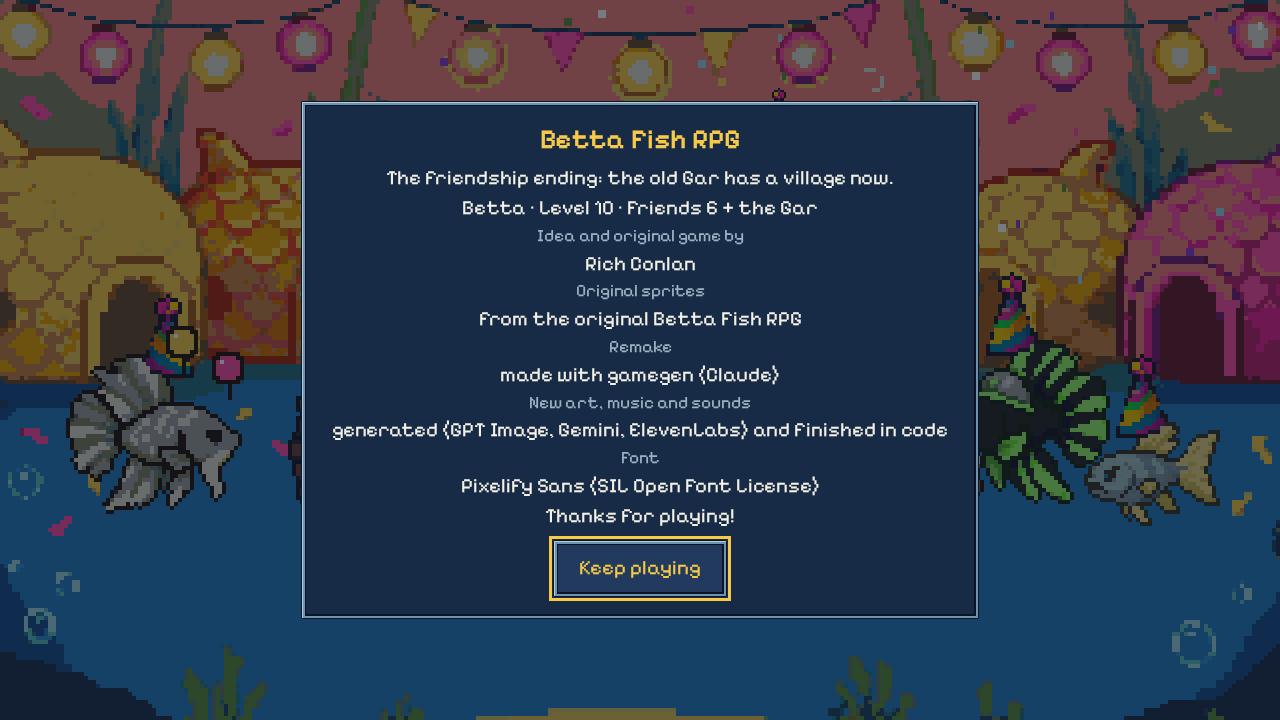 Betta Fish RPG
The friendship ending: the old Gar has a village now.
Betta · Level 10 · Friends 6 + the Gar
Idea and original game by
Rich Conlan
Original sprites
from the original Betta Fish RPG
Remake
made with gamegen (Claude)
New art, music and sounds
generated (GPT Image, Gemini, ElevenLabs) and finished in code
Font
Pixelify Sans (SIL Open Font License)
Thanks for playing!
Keep playing